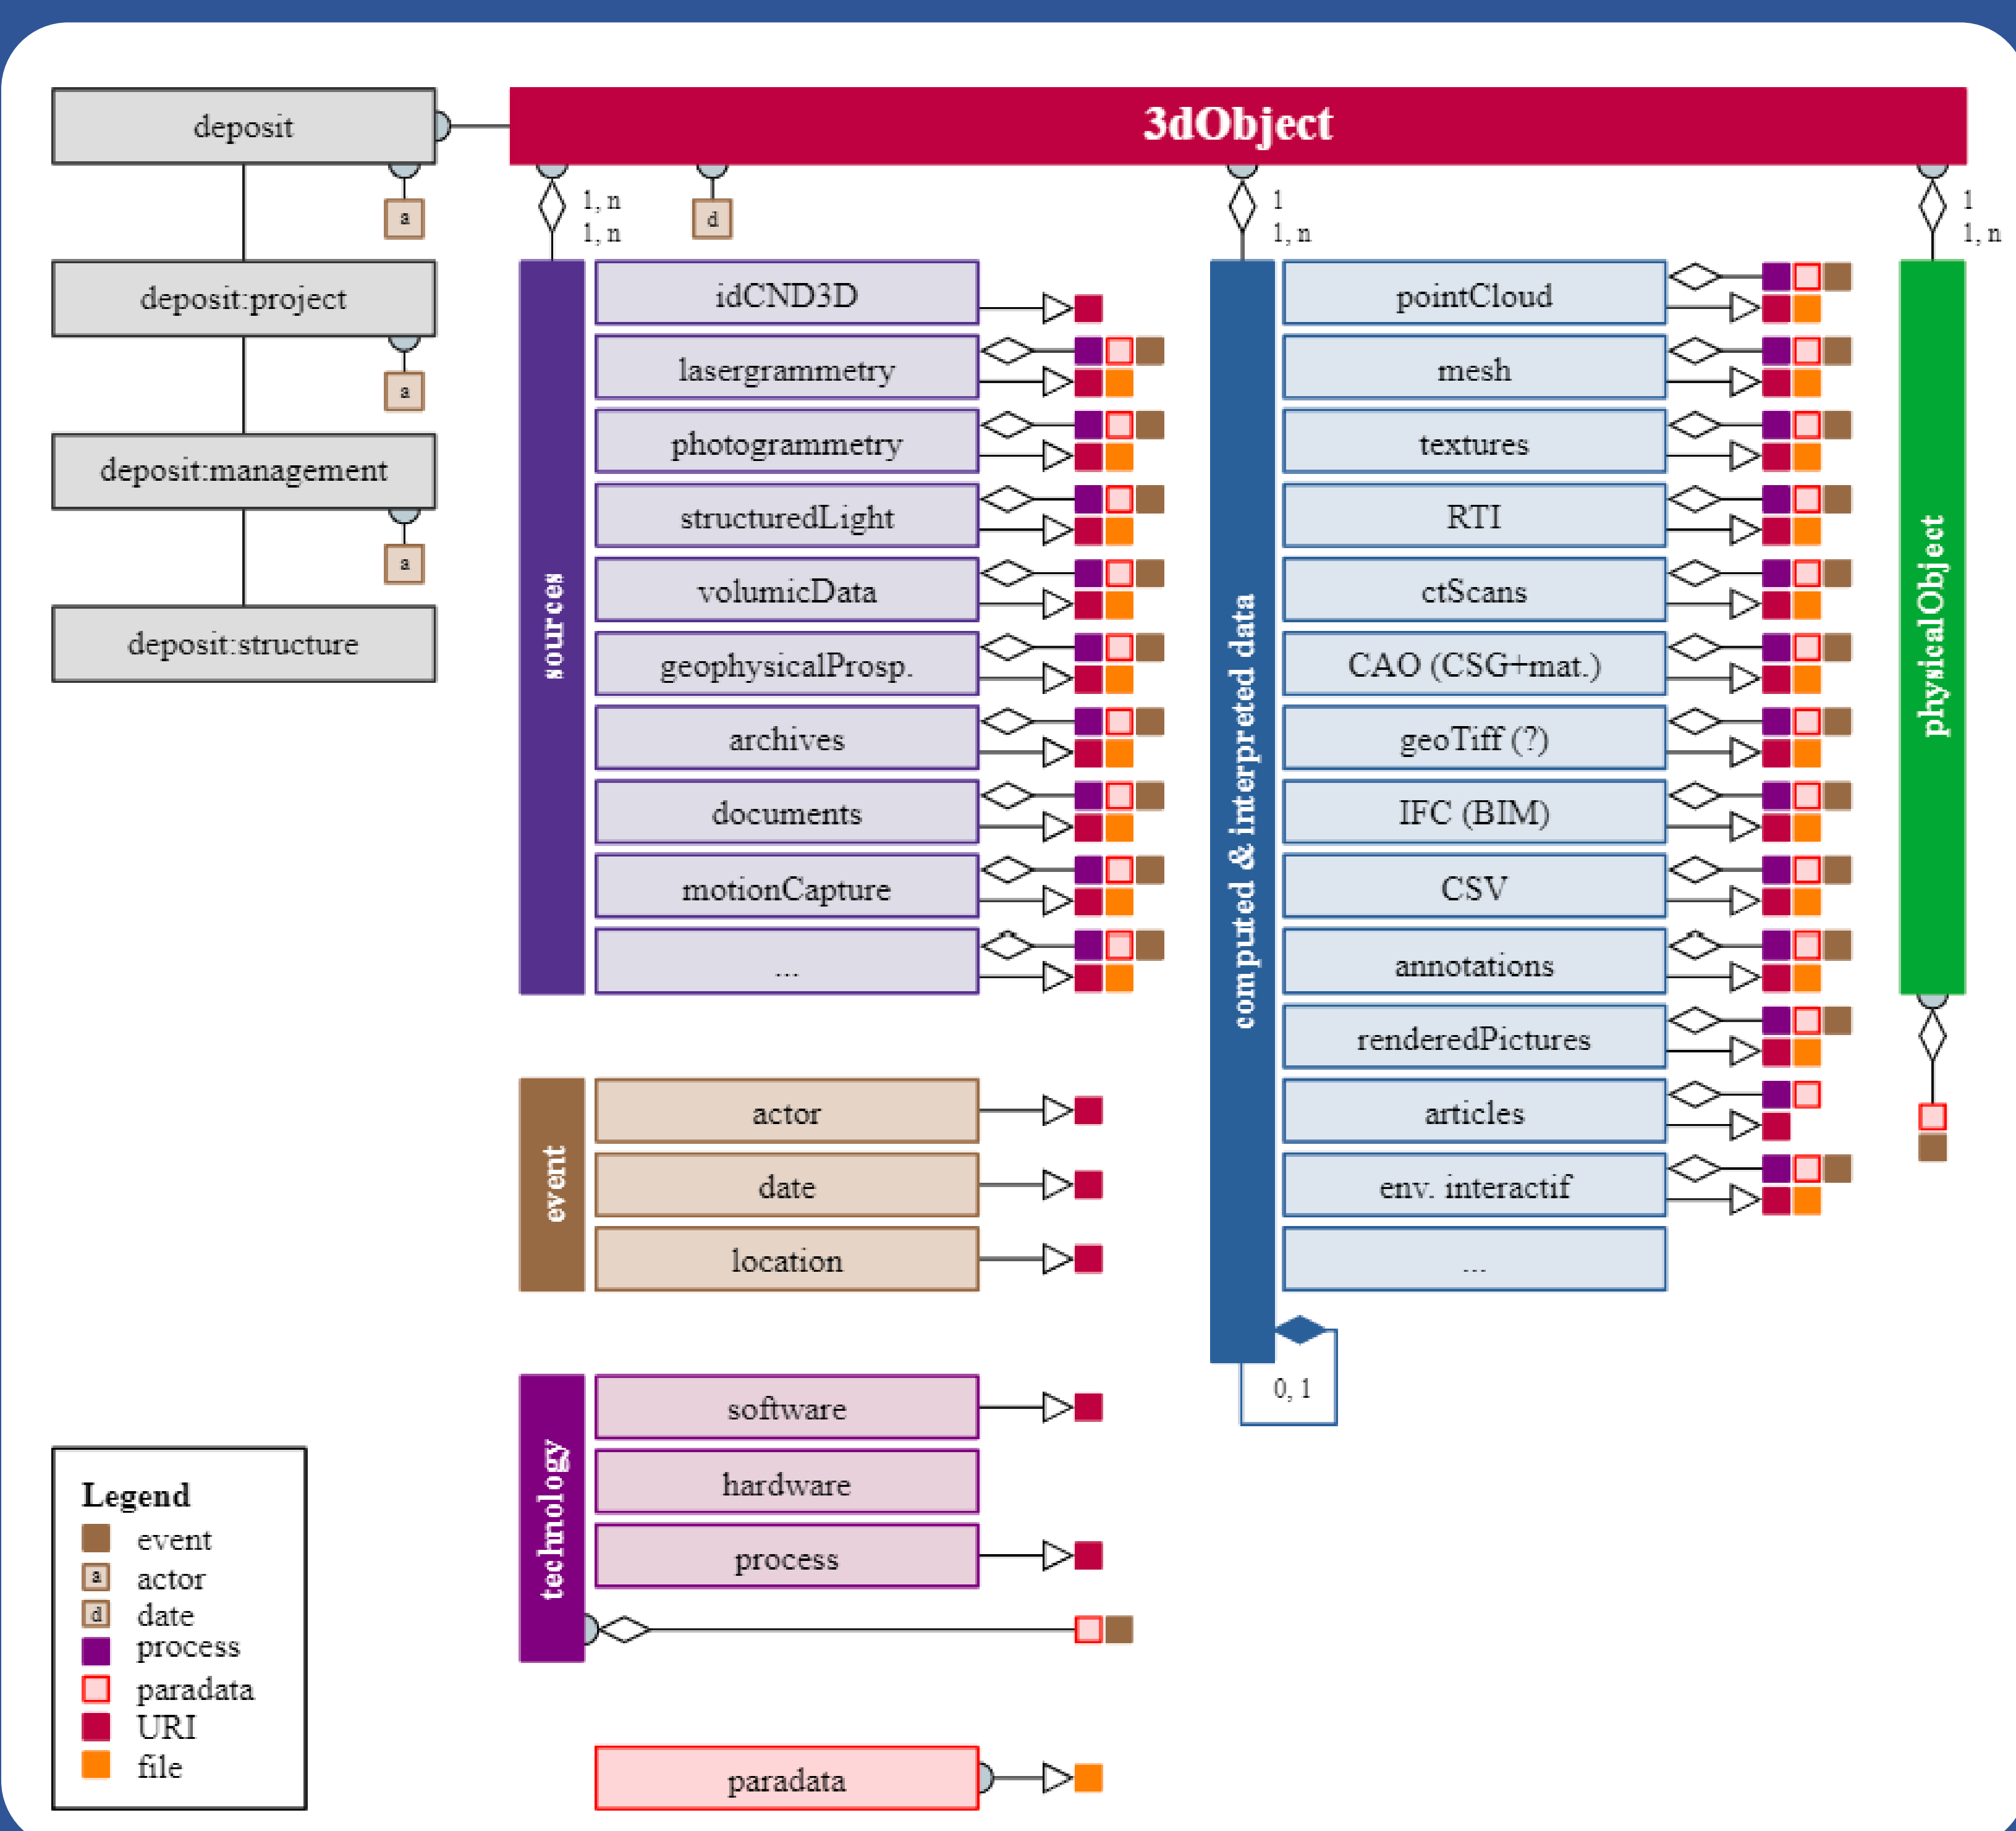 deposit
3dObject
a
1, n
1, n
d
1
1, n
1
1, n
deposit:project
a
deposit:management
a
deposit:structure
sources
idCND3D
lasergrammetry
photogrammetry
structuredLight
volumicData
geophysicalProsp.
archives
documents
motionCapture
...
event
actor
date
location
technology
software
hardware
process
paradata
computed & interpreted data
pointCloud
mesh
textures
RTI
ctScans
CAO (CSG+mat.)
geoTiff (?)
IFC (BIM)
CSV
annotations
renderedPictures
articles
env. interactif
...
0, 1
physicalObject
Legend
event
a actor
d date
process
paradata
URI
file